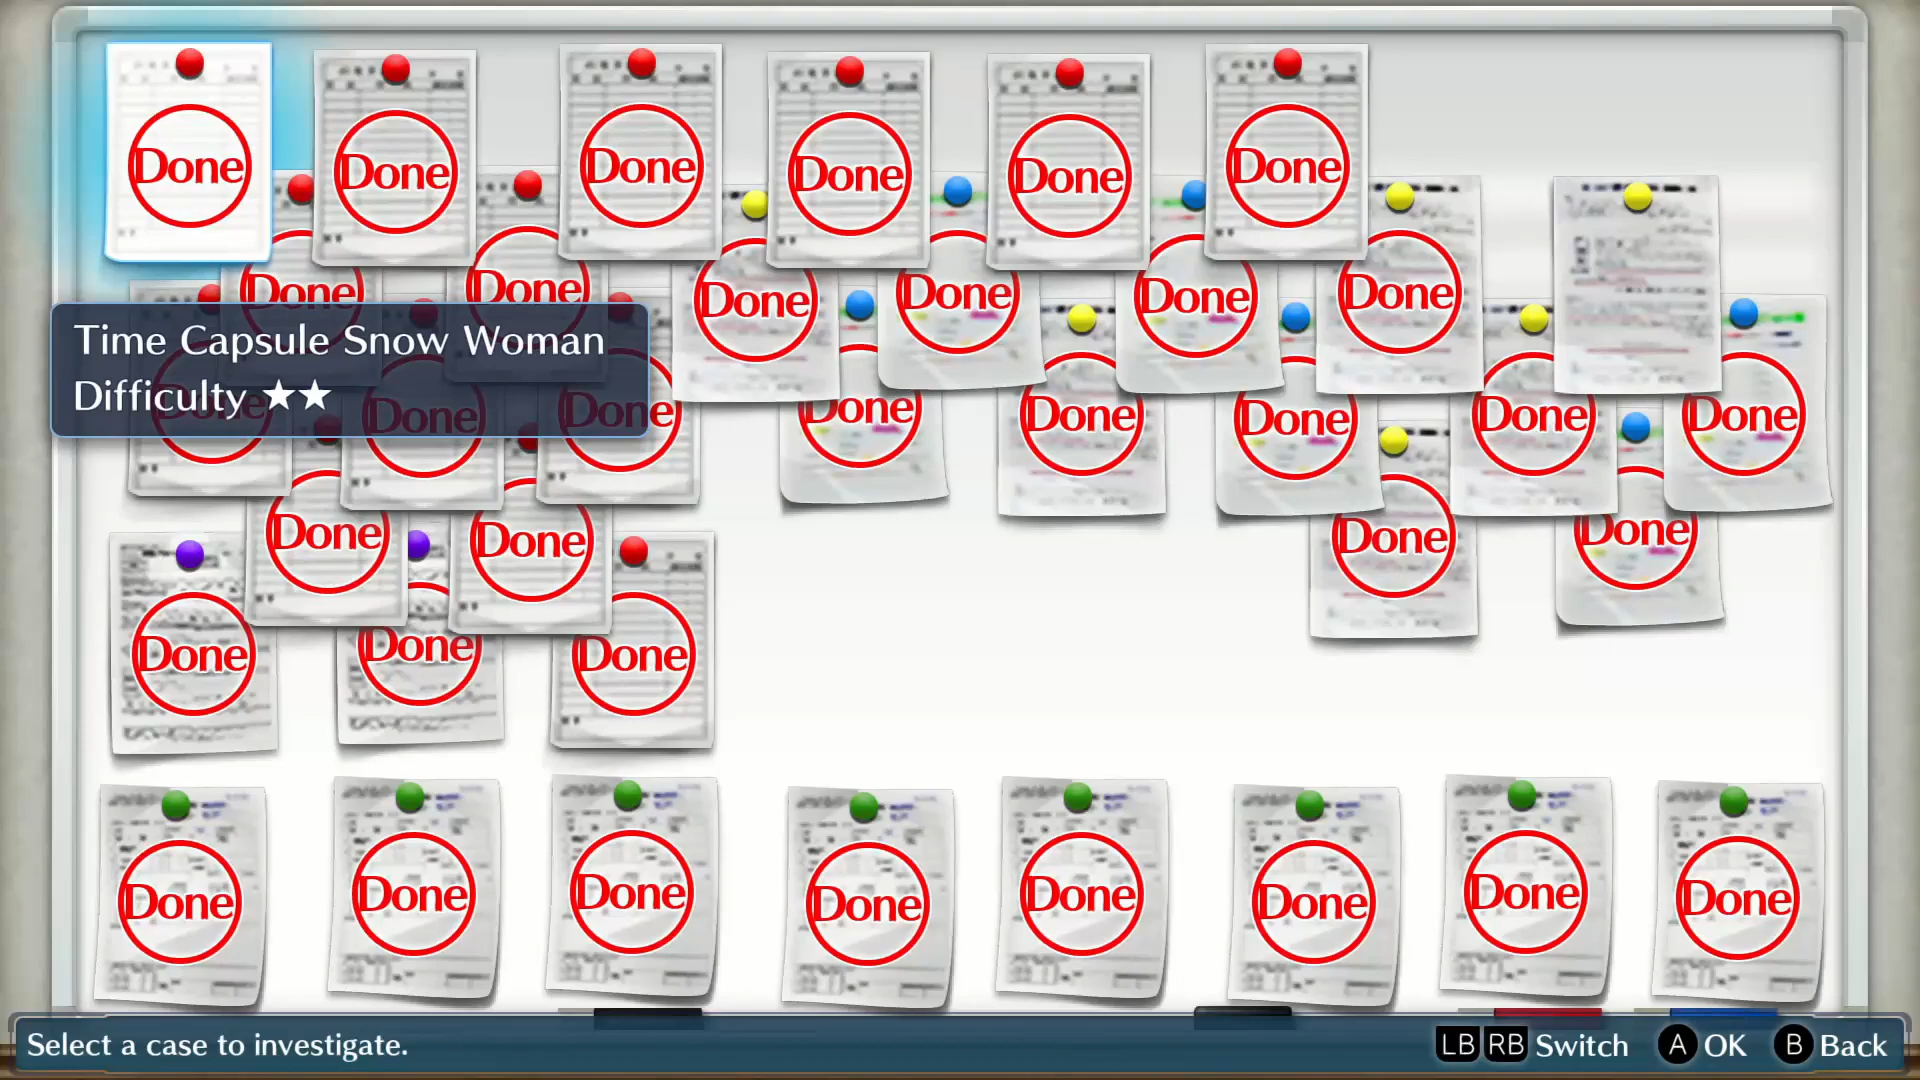 Done Done Done Done Done Done
Done Done Done Done Done Done
Time Capsule Snow Woman
Difficulty ★★
Done Done Done Done Done Done Done Done
Done Done Done Done
Done Done Done
Done Done Done Done Done Done Done Done
Select a case to investigate.
LB RB Switch A OK B Back